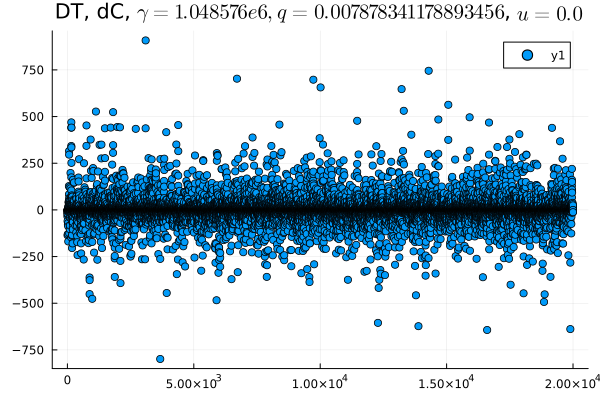 DT, dC, γ = 1.048576e6, q = 0.007878341178893456, u = 0.0
y1
750
500
250
0
−250
−500
−750
0 5.00×10³ 1.00×10⁴ 1.50×10⁴ 2.00×10⁴